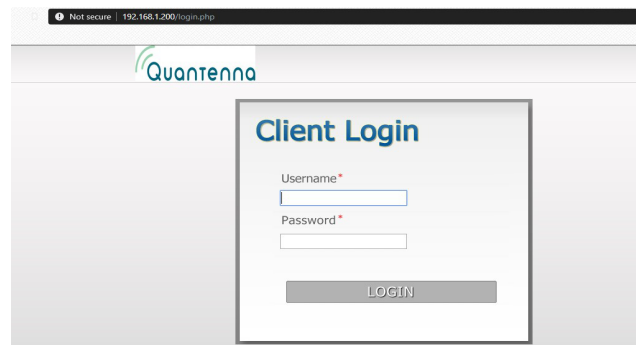 Not secure | 192.168.1.200/login.php
Quantenna
Client Login
Username*
Password*
LOGIN